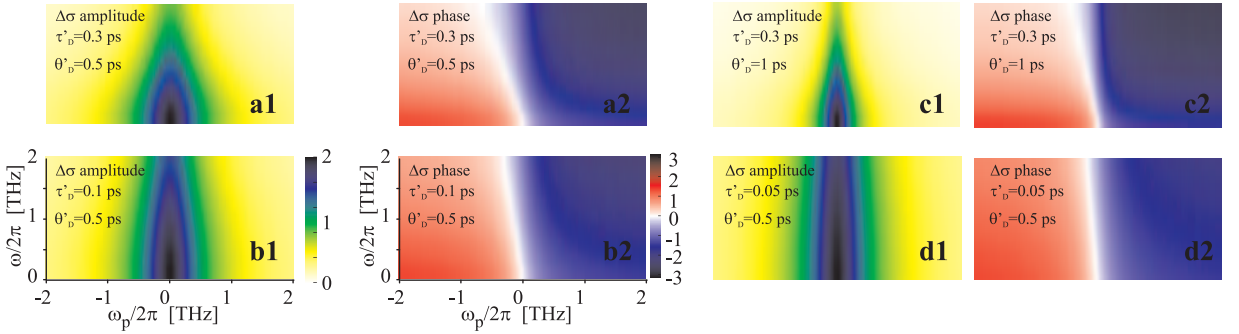 Δσ amplitude
τ'D=0.3 ps
θ'D=0.5 ps
a1
Δσ phase
τ'D=0.3 ps
θ'D=0.5 ps
a2
Δσ amplitude
τ'D=0.3 ps
θ'D=1 ps
c1
Δσ phase
τ'D=0.3 ps
θ'D=1 ps
c2
ω/2π [THz]
2
1
0
Δσ amplitude
τ'D=0.1 ps
θ'D=0.5 ps
b1
-2
-1
0
1
2
ωp/2π [THz]
2
1
0
ω/2π [THz]
2
1
0
Δσ phase
τ'D=0.1 ps
θ'D=0.5 ps
b2
-2
-1
0
1
2
ωp/2π [THz]
3
2
1
0
-1
-2
-3
Δσ amplitude
τ'D=0.05 ps
θ'D=0.5 ps
d1
Δσ phase
τ'D=0.05 ps
θ'D=0.5 ps
d2